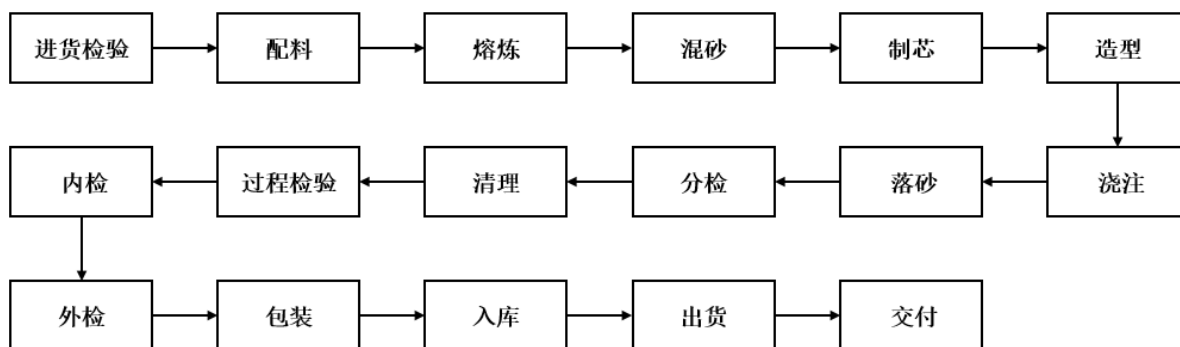 进货检验
配料
熔炼
混砂
制芯
造型
浇注
落砂
分检
清理
过程检验
内检
外检
包装
入库
出货
交付